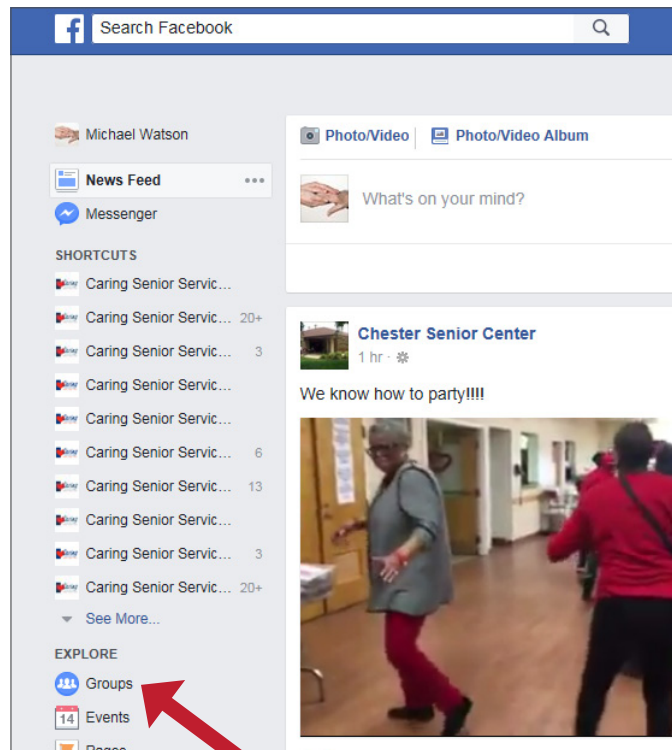 f Search Facebook
Michael Watson
News Feed
Messenger
SHORTCUTS
Caring Senior Servic...
Caring Senior Servic... 20+
Caring Senior Servic... 3
Caring Senior Servic...
Caring Senior Servic...
Caring Senior Servic... 6
Caring Senior Servic... 13
Caring Senior Servic...
Caring Senior Servic... 3
Caring Senior Servic... 20+
See More...
EXPLORE
Groups
14 Events
Pages
Photo/Video Photo/Video Album
What's on your mind?
Chester Senior Center
1 hr ·
We know how to party!!!!